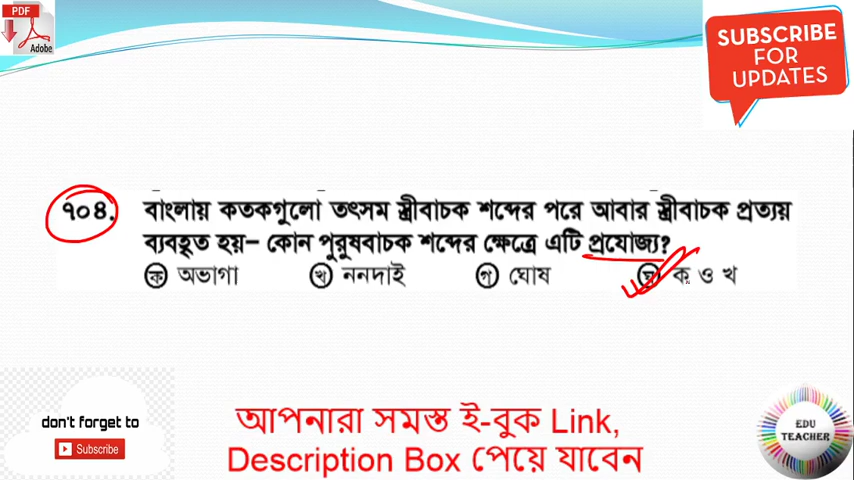 PDF
Adobe
SUBSCRIBE
FOR
UPDATES
৭০৪. বাংলায় কতকগুলো তৎসম স্ত্রীবাচক শব্দের পরে আবার স্ত্রীবাচক প্রত্যয়
ব্যবহৃত হয়– কোন পুরুষবাচক শব্দের ক্ষেত্রে এটি প্রযোজ্য?
ক অভাগা খ ননদাই গ ঘোষ ঘ ক ও খ
don't forget to
Subscribe
আপনারা সমস্ত ই-বুক Link,
Description Box পেয়ে যাবেন
EDU
TEACHER